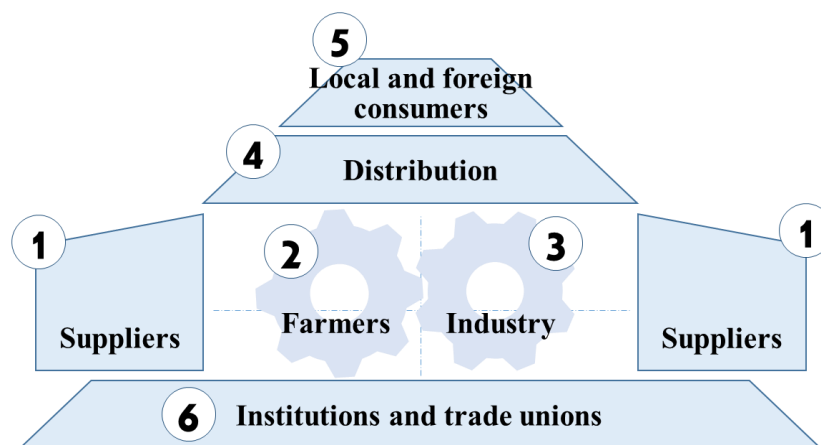 5
Local and foreign
consumers
4
Distribution
1
1
2
3
Suppliers
Farmers
Industry
Suppliers
6
Institutions and trade unions